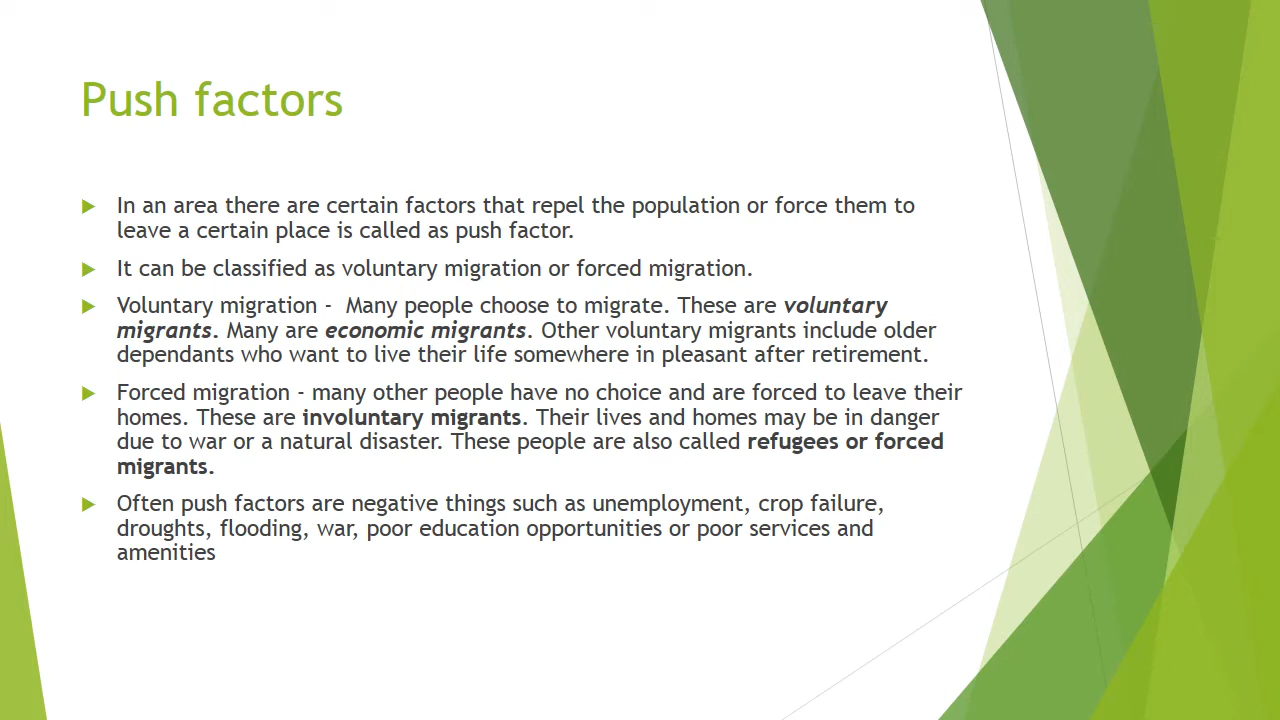 Push factors
In an area there are certain factors that repel the population or force them to
leave a certain place is called as push factor.
It can be classified as voluntary migration or forced migration.
Voluntary migration -  Many people choose to migrate. These are voluntary
migrants. Many are economic migrants. Other voluntary migrants include older
dependants who want to live their life somewhere in pleasant after retirement.
Forced migration - many other people have no choice and are forced to leave their
homes. These are involuntary migrants. Their lives and homes may be in danger
due to war or a natural disaster. These people are also called refugees or forced
migrants.
Often push factors are negative things such as unemployment, crop failure,
droughts, flooding, war, poor education opportunities or poor services and
amenities